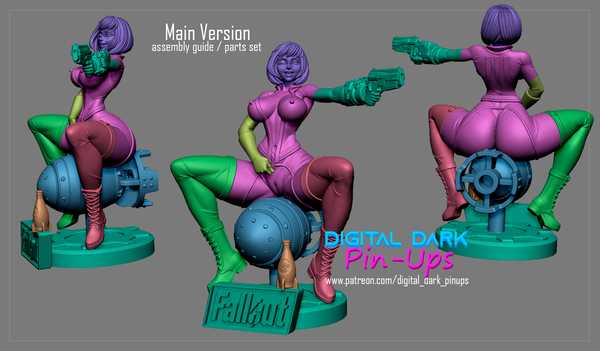 Main Version
assembly guide / parts set
DIGITAL DARK
Pin-Ups
www.patreon.com/digital_dark_pinups
Fallout